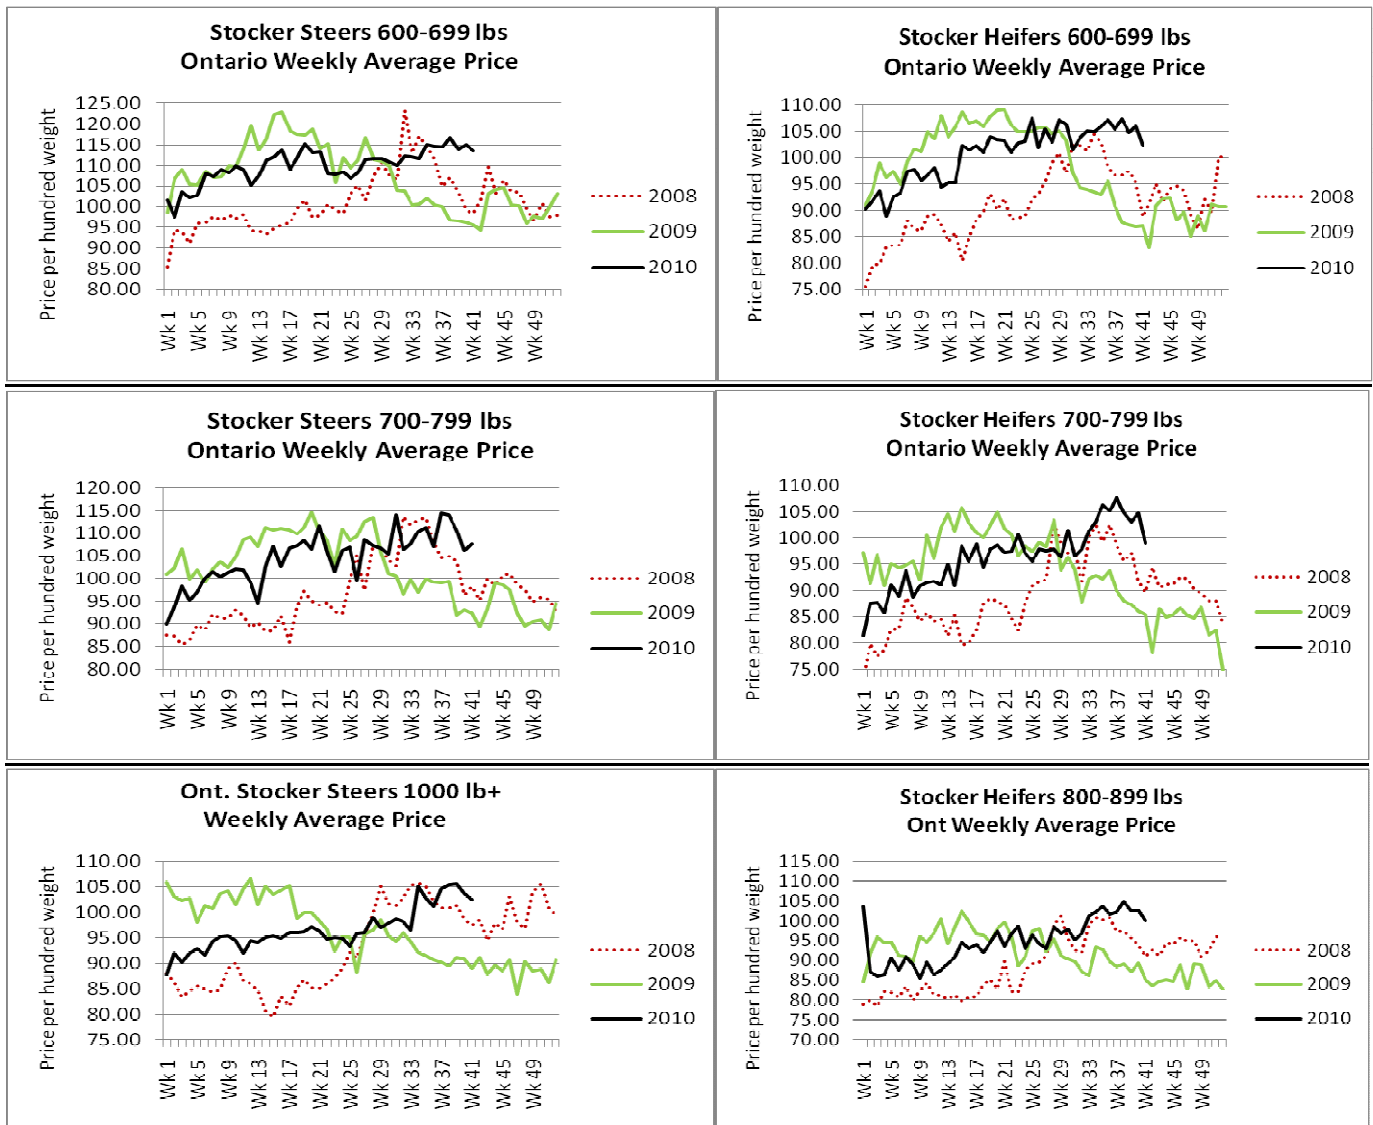 Stocker Steers 600-699 lbs
Ontario Weekly Average Price
Price per hundred weight
125.00
120.00
115.00
110.00
105.00
100.00
95.00
90.00
85.00
80.00
Wk 1
Wk 5
Wk 9
Wk 13
Wk 17
Wk 21
Wk 25
Wk 29
Wk 33
Wk 37
Wk 41
Wk 45
Wk 49
2008
2009
2010
Stocker Heifers 600-699 lbs
Ontario Weekly Average Price
Price per hundred weight
110.00
105.00
100.00
95.00
90.00
85.00
80.00
75.00
Wk 1
Wk 5
Wk 9
Wk 13
Wk 17
Wk 21
Wk 25
Wk 29
Wk 33
Wk 37
Wk 41
Wk 45
Wk 49
2008
2009
2010
Stocker Steers 700-799 lbs
Ontario Weekly Average Price
Price per hundred weight
120.00
115.00
110.00
105.00
100.00
95.00
90.00
85.00
80.00
Wk 1
Wk 5
Wk 9
Wk 13
Wk 17
Wk 21
Wk 25
Wk 29
Wk 33
Wk 37
Wk 41
Wk 45
Wk 49
2008
2009
2010
Stocker Heifers 700-799 lbs
Ontario Weekly Average Price
Price per hundred weight
110.00
105.00
100.00
95.00
90.00
85.00
80.00
75.00
Wk 1
Wk 5
Wk 9
Wk 13
Wk 17
Wk 21
Wk 25
Wk 29
Wk 33
Wk 37
Wk 41
Wk 45
Wk 49
2008
2009
2010
Ont. Stocker Steers 1000 lb+
Weekly Average Price
Price per hundred weight
110.00
105.00
100.00
95.00
90.00
85.00
80.00
75.00
Wk 1
Wk 5
Wk 9
Wk 13
Wk 17
Wk 21
Wk 25
Wk 29
Wk 33
Wk 37
Wk 41
Wk 45
Wk 49
2008
2009
2010
Stocker Heifers 800-899 lbs
Ont Weekly Average Price
Price per hundred weight
115.00
110.00
105.00
100.00
95.00
90.00
85.00
80.00
75.00
70.00
Wk 1
Wk 5
Wk 9
Wk 13
Wk 17
Wk 21
Wk 25
Wk 29
Wk 33
Wk 37
Wk 41
Wk 45
Wk 49
2008
2009
2010